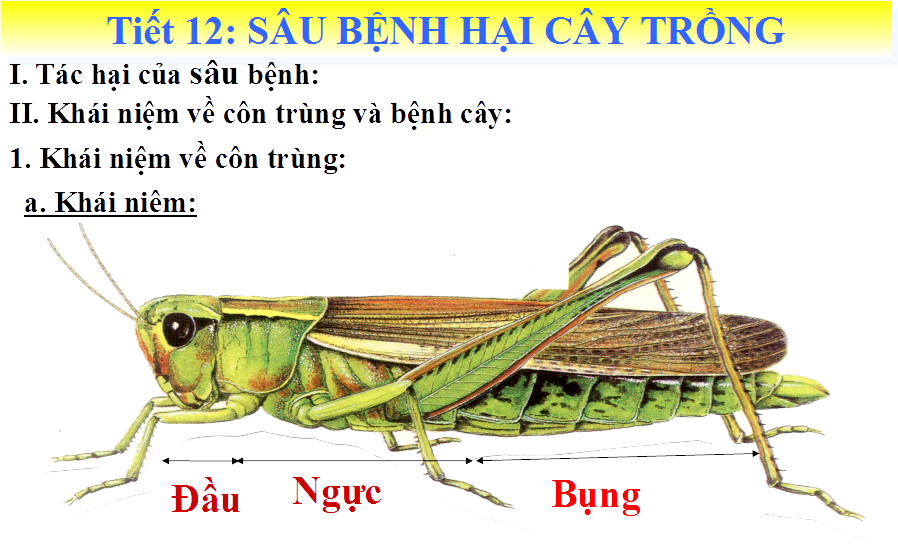 Tiết 12: SÂU BỆNH HẠI CÂY TRỒNG
I. Tác hại của sâu bệnh:
II. Khái niệm về côn trùng và bệnh cây:
1. Khái niệm về côn trùng:
a. Khái niêm:
Đầu Ngực Bụng